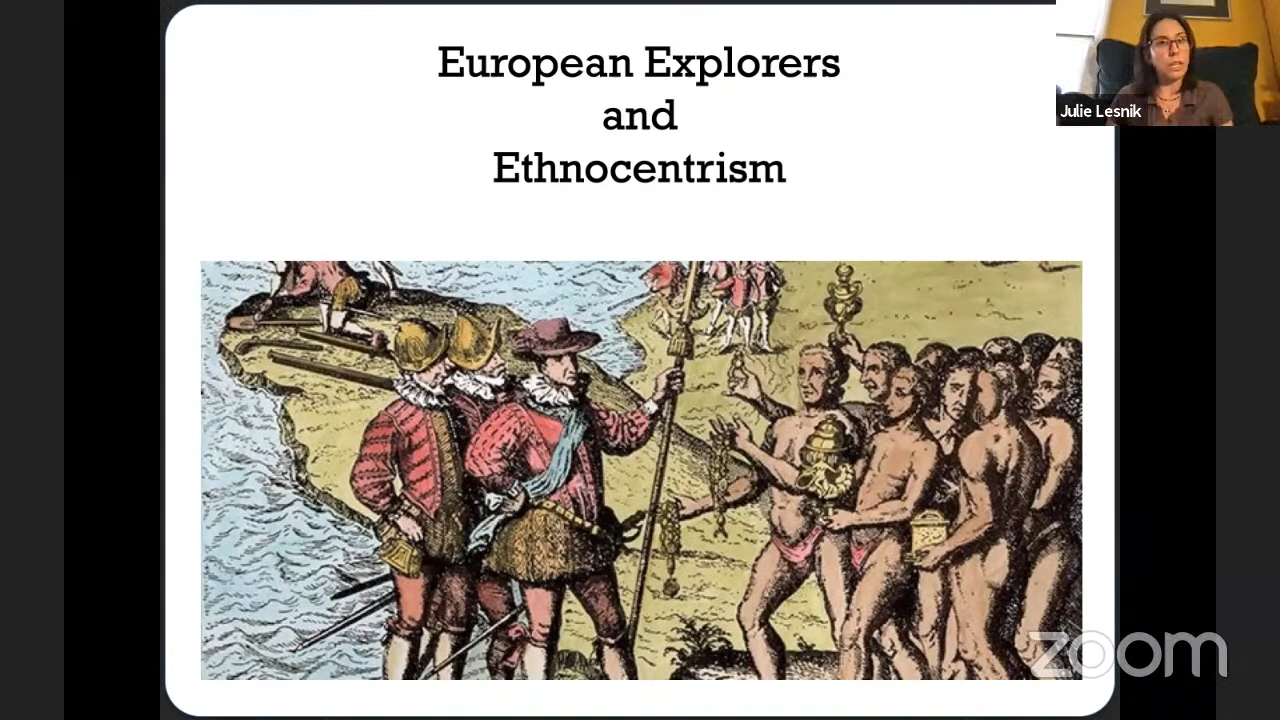 European Explorers
and
Ethnocentrism
Julie Lesnik
zoom